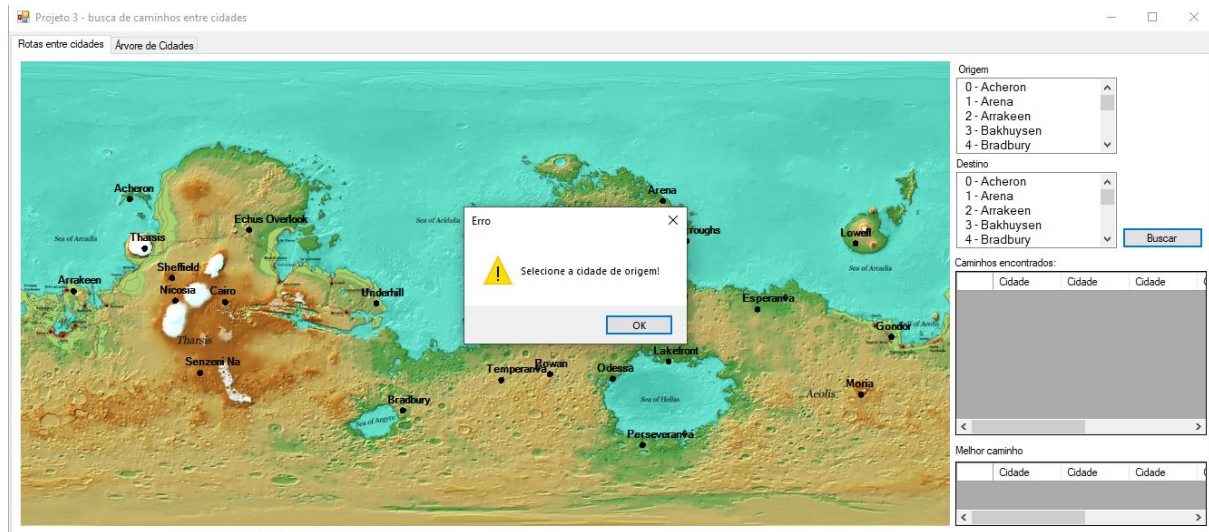 Projeto 3 - busca de caminhos entre cidades
Rotas entre cidades
Árvore de Cidades
Origem
0 - Acheron
1 - Arena
2 - Arrakeen
3 - Bakhuysen
4 - Bradbury
Destino
0 - Acheron
1 - Arena
2 - Arrakeen
3 - Bakhuysen
4 - Bradbury
Buscar
Caminhos encontrados:
Cidade Cidade Cidade
Melhor caminho
Cidade Cidade Cidade
Erro
Selecione a cidade de origem!
OK
Acheron
Arena
Echus Overlook
Sea of Acidalia
roughs
Lowell
Sea of Arcadia
Tharsis
Sheffield
Sea of Arcadia
Arrakeen
Nicosia
Cairo
Underhill
Esperança
Gondor
Tharsis
Senzeni Na
Lakefront
Temperança
Rowan
Odessa
Moria
Aeolis
Bradbury
Sea of Hellas
Sea of Argyre
Perseverança